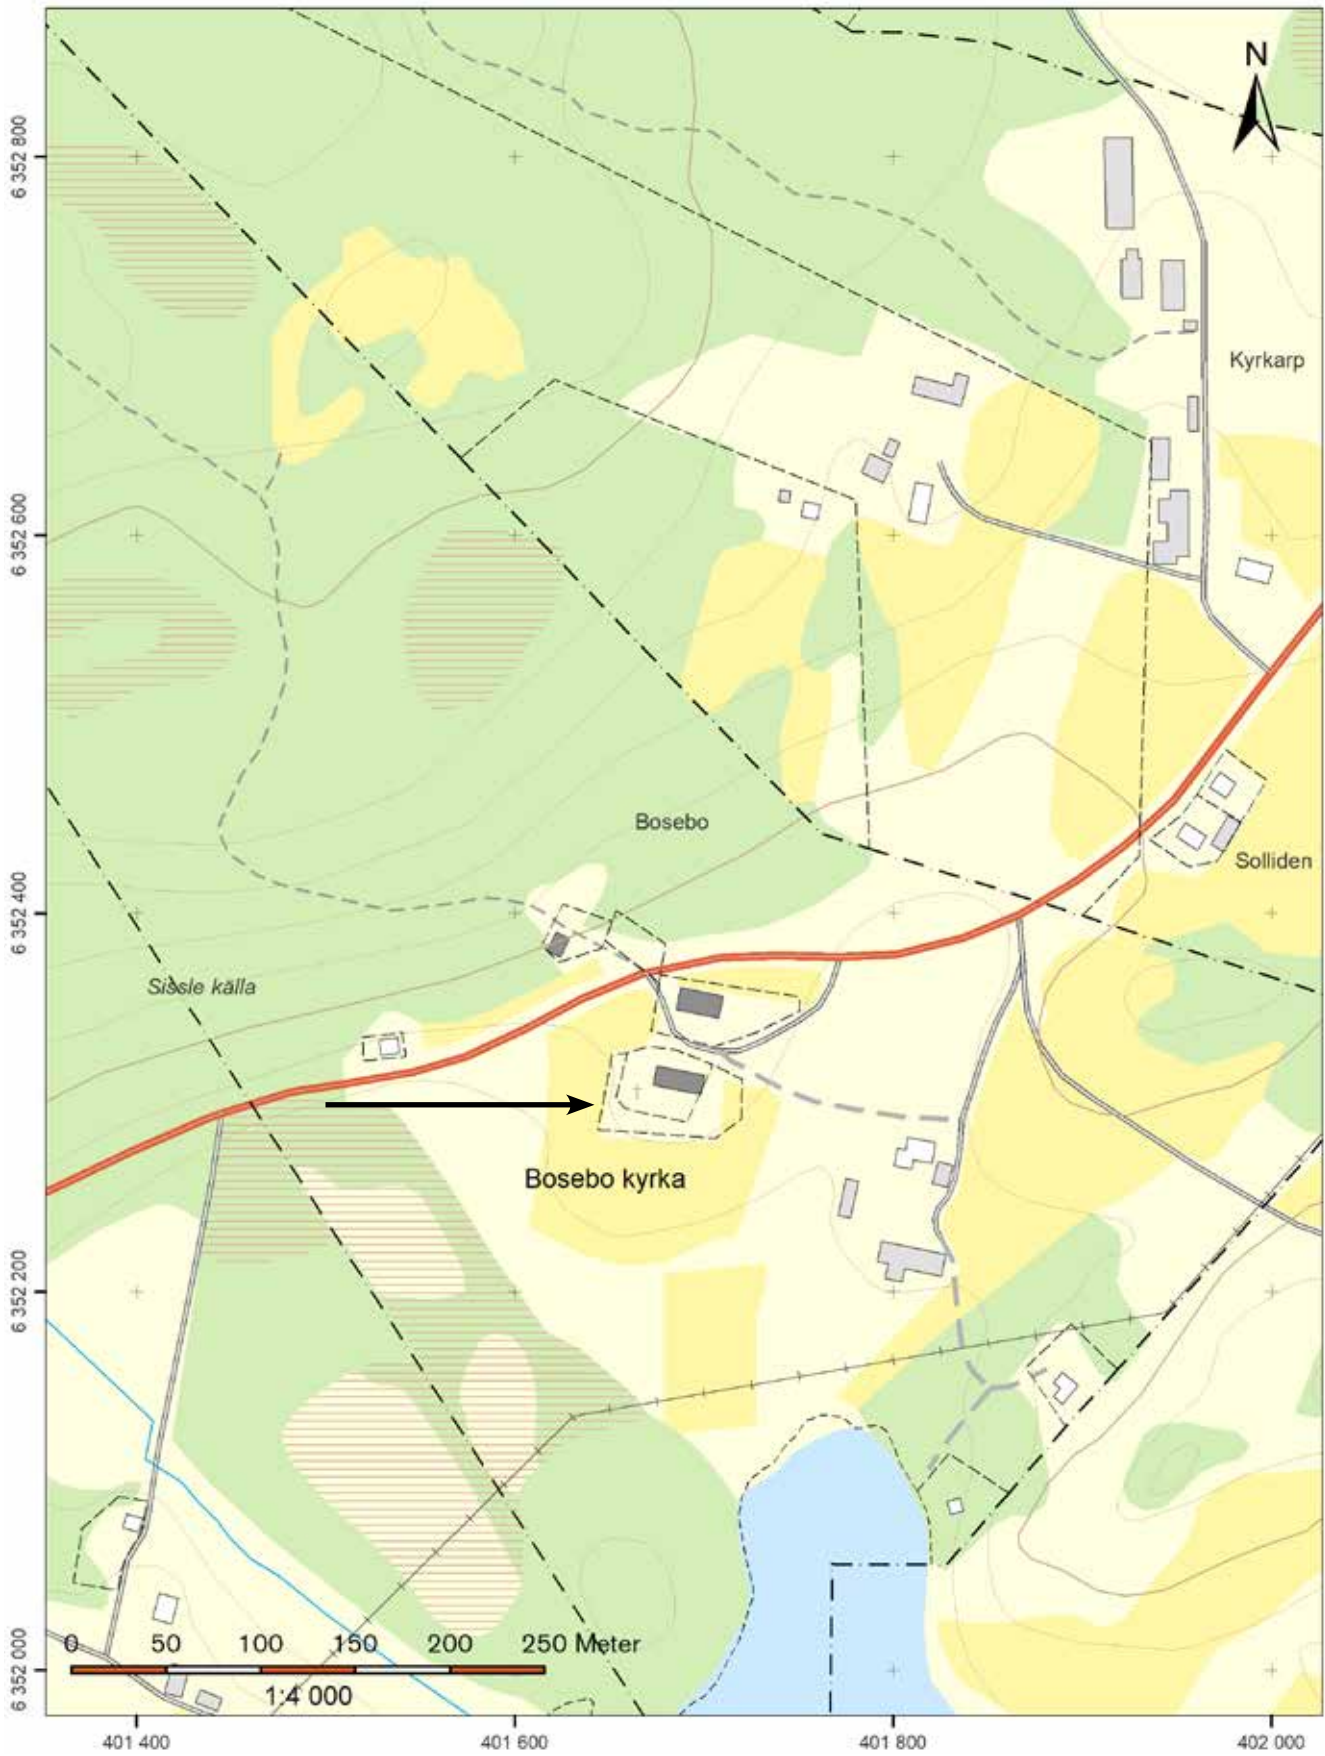 N
6 352 800
Kyrkarp
6 352 600
Bosebo
Solliden
6 352 400
Sissle källa
Bosebo kyrka
6 352 200
6 352 000
0 50 100 150 200 250 Meter
1:4 000
401 400 401 600 401 800 402 000